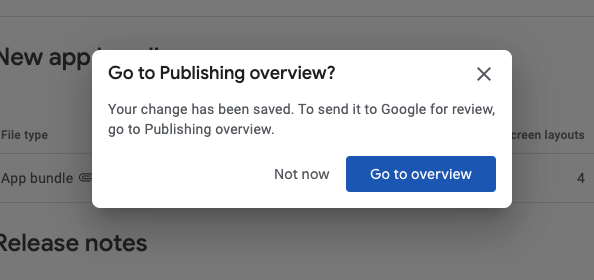 New app bundl
Go to Publishing overview?
Your change has been saved. To send it to Google for review,
go to Publishing overview.
File type
creen layouts
Not now
Go to overview
App bundle
4
Release notes